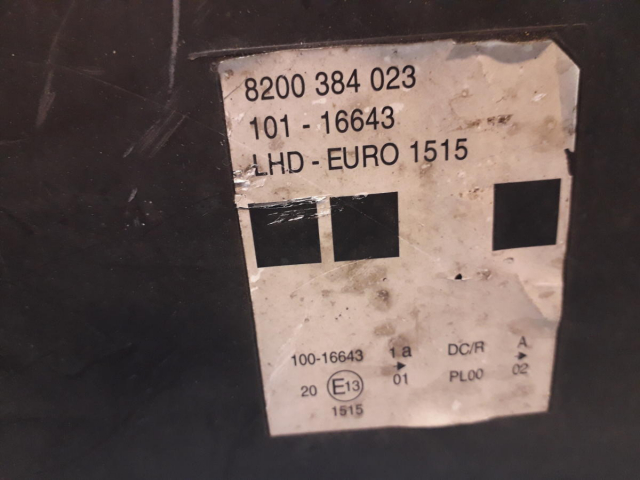 8200 384 023
101 - 16643
LHD - EURO 1515
100-16643 1 a DC/R A
20 E13 01 PL00 02
1515